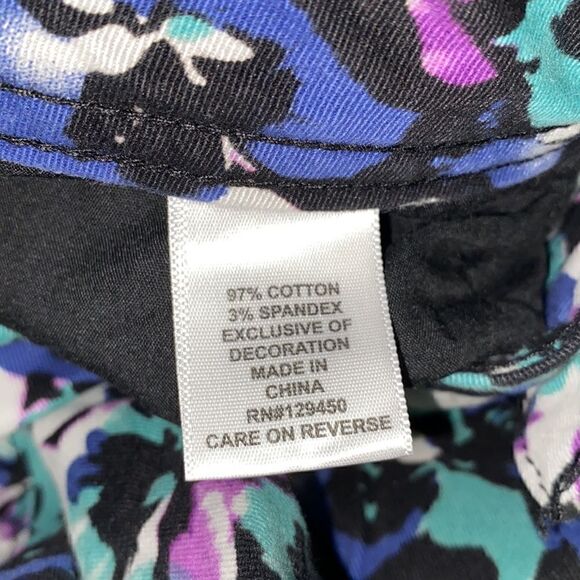 97% COTTON
3% SPANDEX
EXCLUSIVE OF
DECORATION
MADE IN
CHINA
RN#129450
CARE ON REVERSE